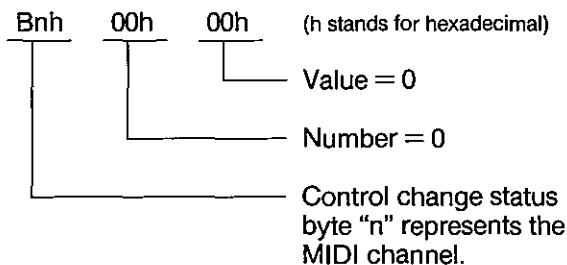 Bnh 00h 00h (h stands for hexadecimal)
Value = 0
Number = 0
Control change status
byte “n” represents the
MIDI channel.